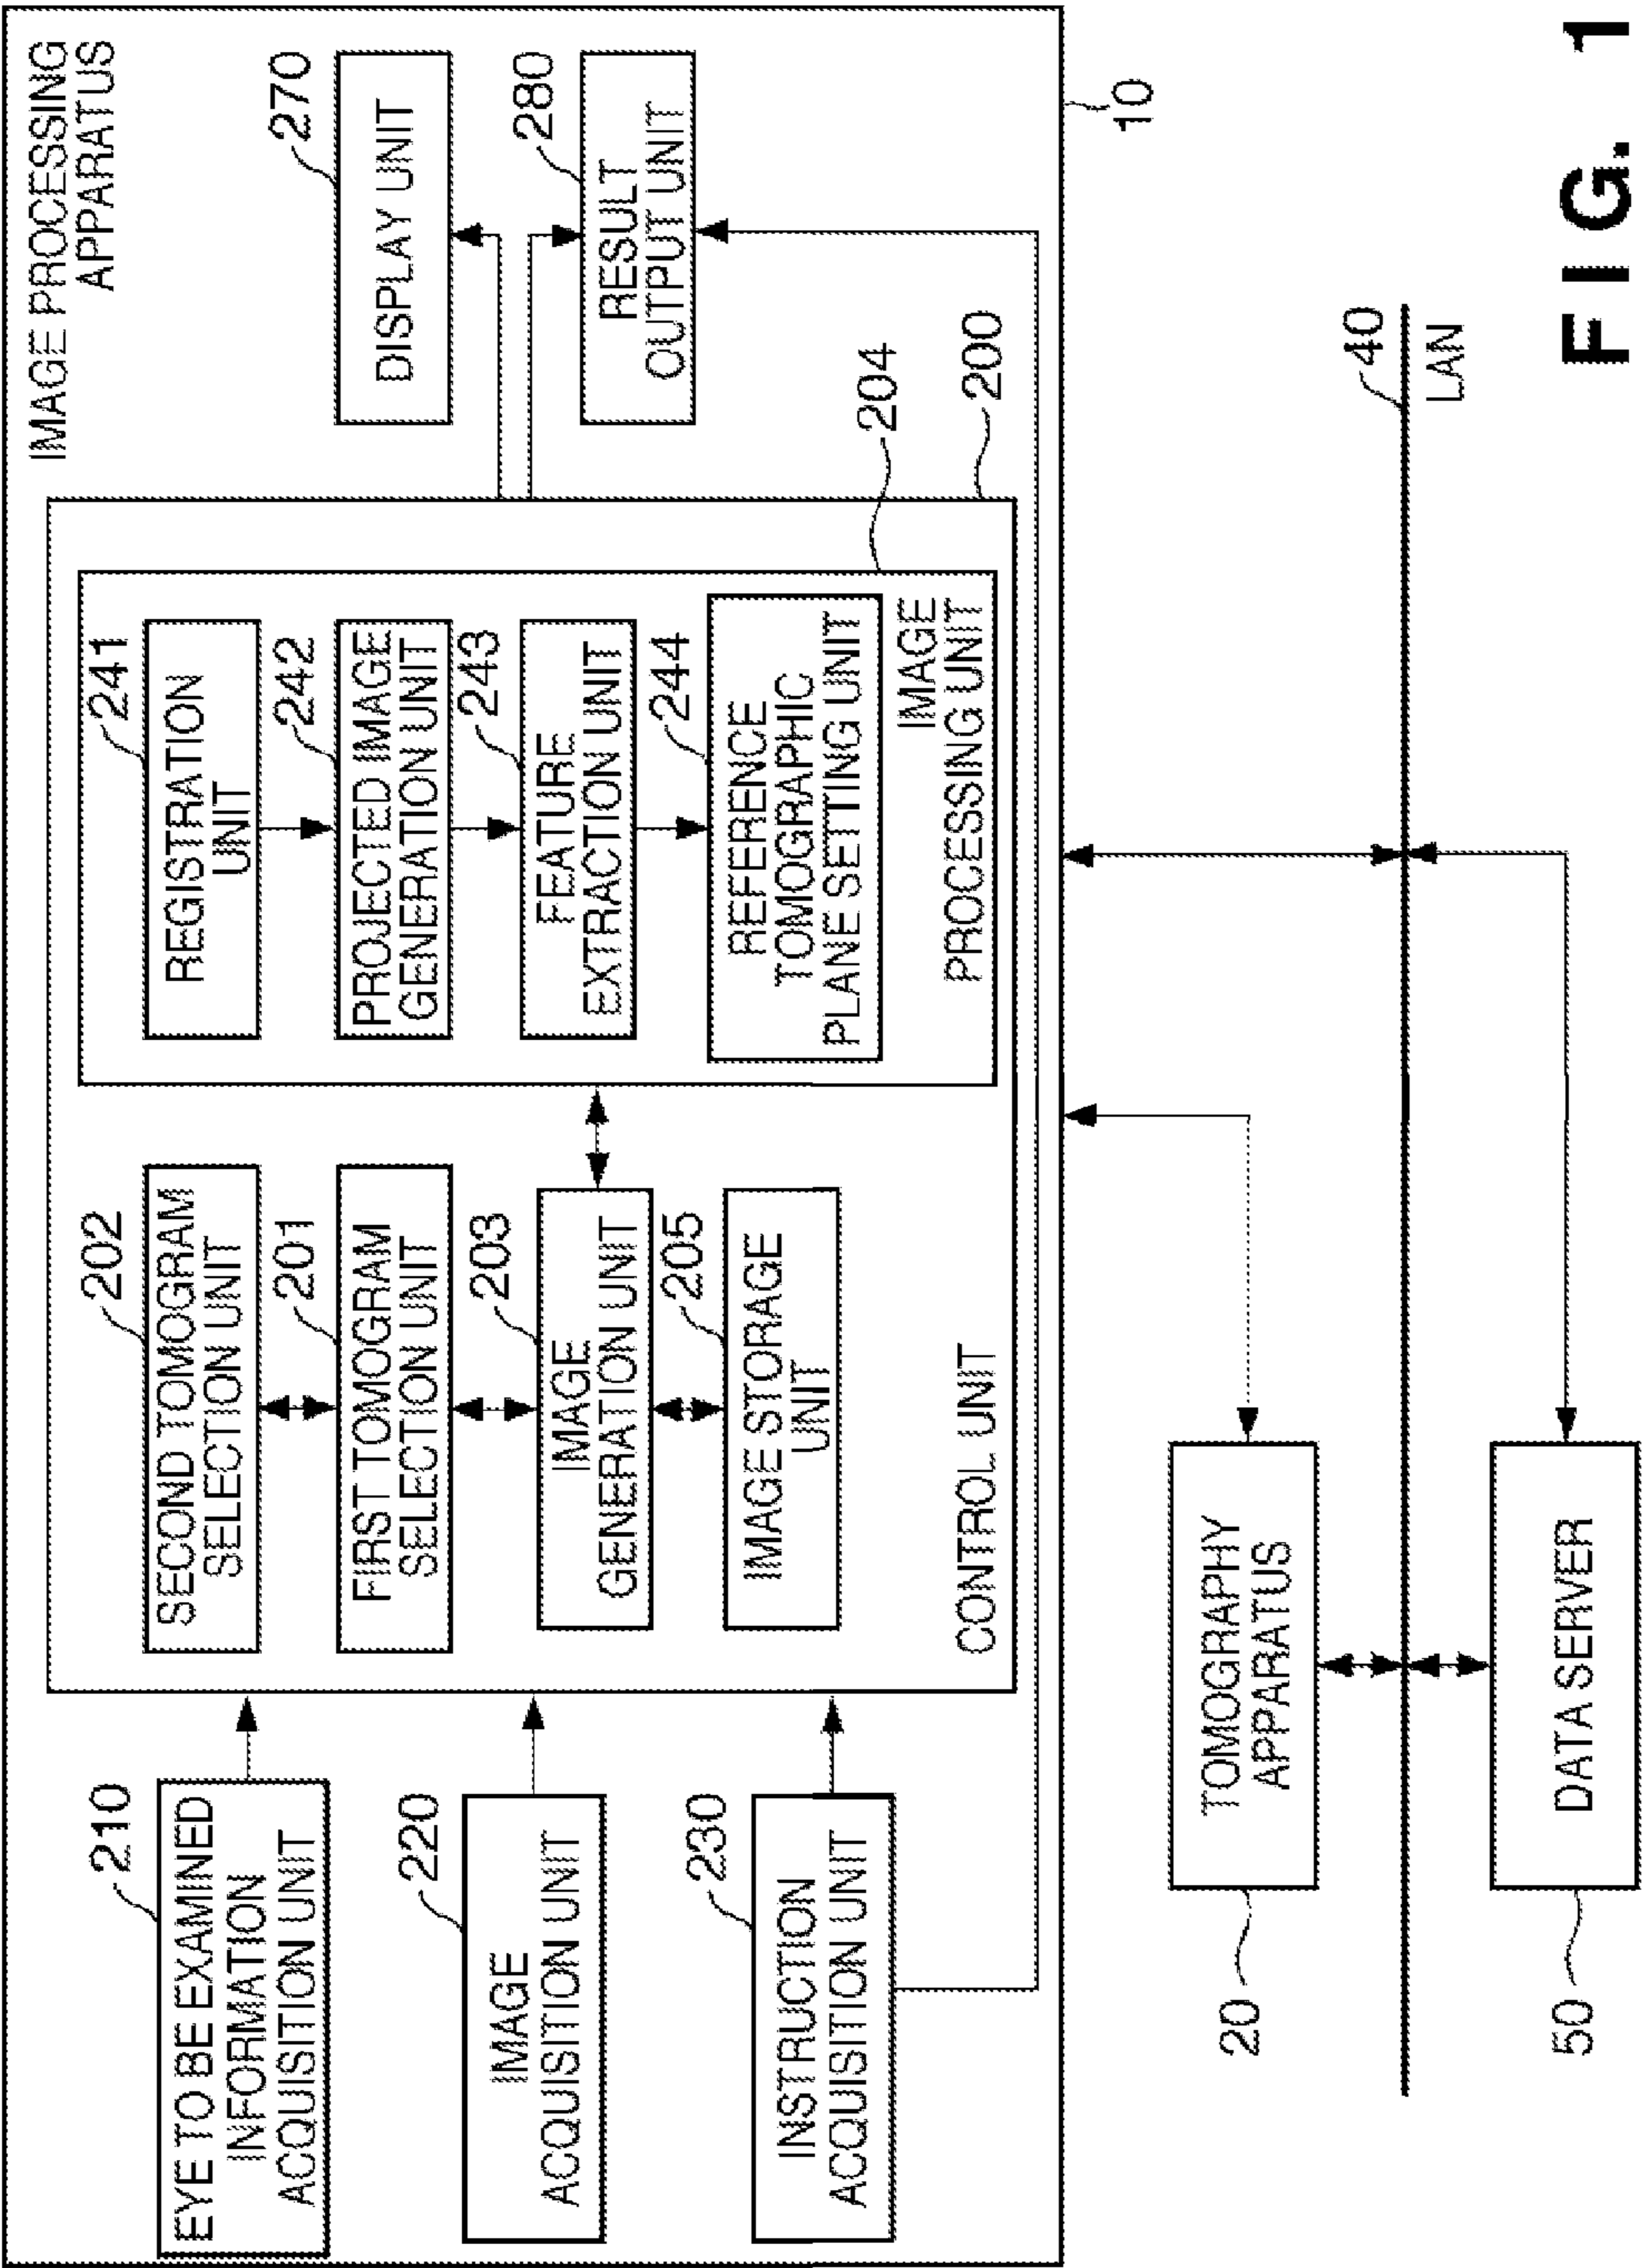 IMAGE PROCESSING
APPARATUS
210
EYE TO BE EXAMINED
INFORMATION
ACQUISITION UNIT
220
IMAGE
ACQUISITION UNIT
230
INSTRUCTION
ACQUISITION UNIT
202
SECOND TOMOGRAM
SELECTION UNIT
201
FIRST TOMOGRAM
SELECTION UNIT
203
IMAGE
GENERATION UNIT
205
IMAGE STORAGE
UNIT
CONTROL UNIT
241
REGISTRATION
UNIT
242
PROJECTED IMAGE
GENERATION UNIT
243
FEATURE
EXTRACTION UNIT
244
REFERENCE
TOMOGRAPHIC
PLANE SETTING UNIT
IMAGE
PROCESSING UNIT
204
200
270
DISPLAY UNIT
280
RESULT
OUTPUT UNIT
10
20
TOMOGRAPHY
APPARATUS
40
LAN
50
DATA SERVER
FIG. 1